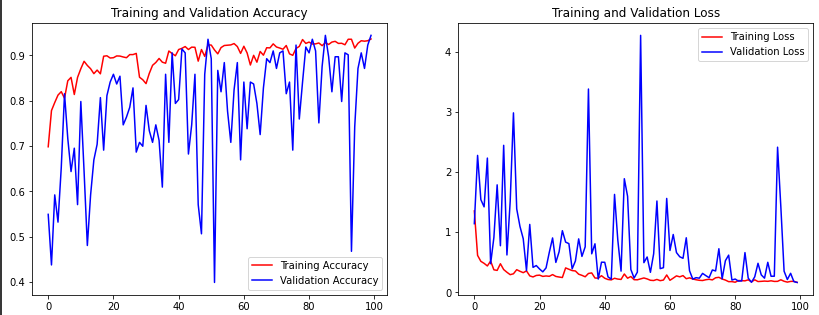 Training and Validation Accuracy
0.9
0.8
0.7
0.6
0.5
0.4
0 20 40 60 80 100
Training Accuracy
Validation Accuracy
Training and Validation Loss
4
3
2
1
0
0 20 40 60 80 100
Training Loss
Validation Loss